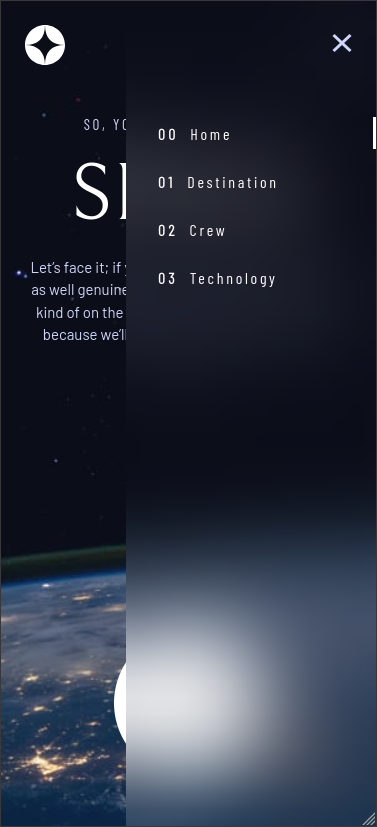 SO, YO
Let's face it; if
as well genuine
kind of on the
because we'll
00 Home
01 Destination
02 Crew
03 Technology